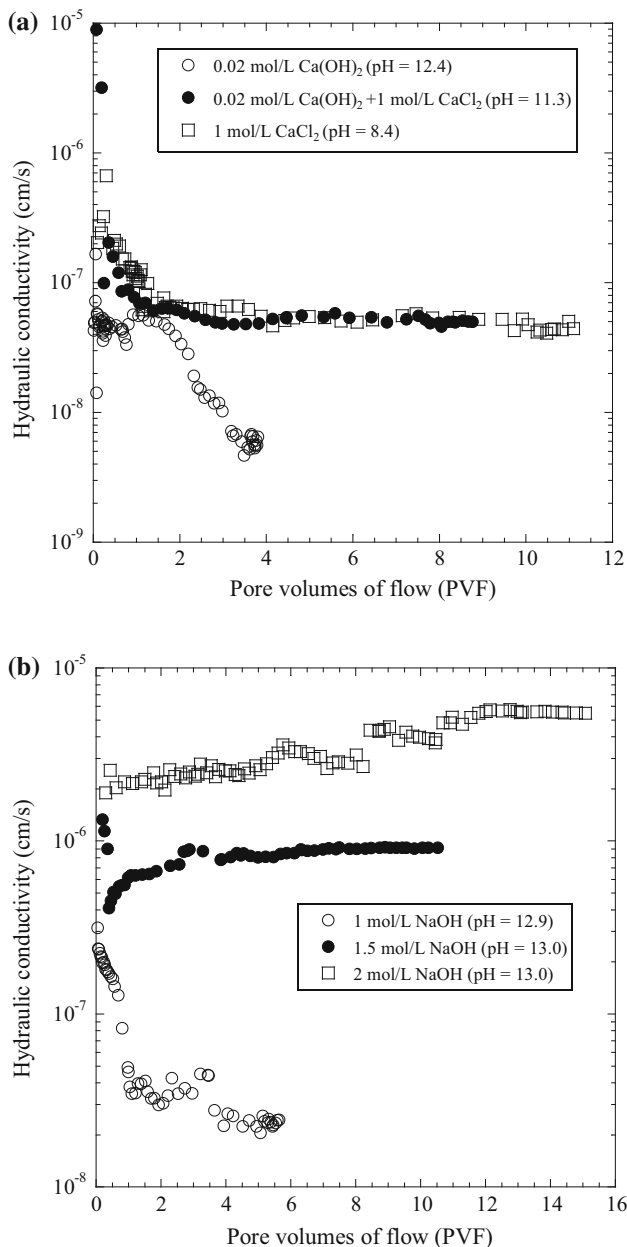 (a)
10⁻⁵
10⁻⁶
10⁻⁷
10⁻⁸
10⁻⁹
Hydraulic conductivity (cm/s)
0.02 mol/L Ca(OH)₂ (pH = 12.4)
0.02 mol/L Ca(OH)₂ +1 mol/L CaCl₂ (pH = 11.3)
1 mol/L CaCl₂ (pH = 8.4)
0 2 4 6 8 10 12
Pore volumes of flow (PVF)
(b)
10⁻⁵
10⁻⁶
10⁻⁷
10⁻⁸
Hydraulic conductivity (cm/s)
1 mol/L NaOH (pH = 12.9)
1.5 mol/L NaOH (pH = 13.0)
2 mol/L NaOH (pH = 13.0)
0 2 4 6 8 10 12 14 16
Pore volumes of flow (PVF)